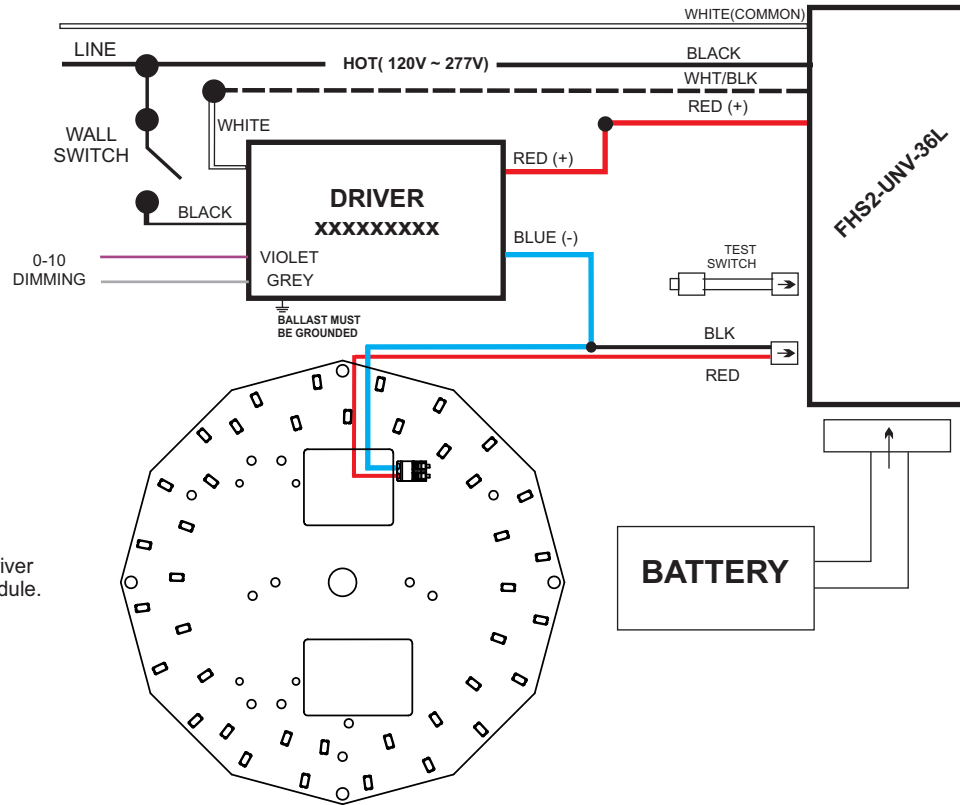 WHITE(COMMON)
LINE
HOT( 120V ~ 277V)
BLACK
WHT/BLK
RED (+)
WALL
SWITCH
WHITE
BLACK
DRIVER
xxxxxxxxx
RED (+)
BLUE (-)
VIOLET
GREY
0-10
DIMMING
BALLAST MUST
BE GROUNDED
TEST
SWITCH
BLK
RED
FHS2-UNV-36L
BATTERY
iver
dule.